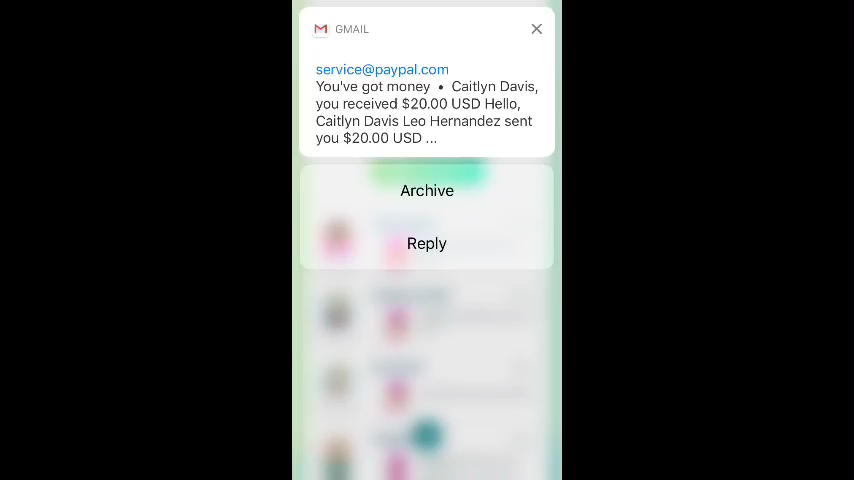 GMAIL
service@paypal.com
You've got money • Caitlyn Davis,
you received $20.00 USD Hello,
Caitlyn Davis Leo Hernandez sent
you $20.00 USD ...
Archive
Reply